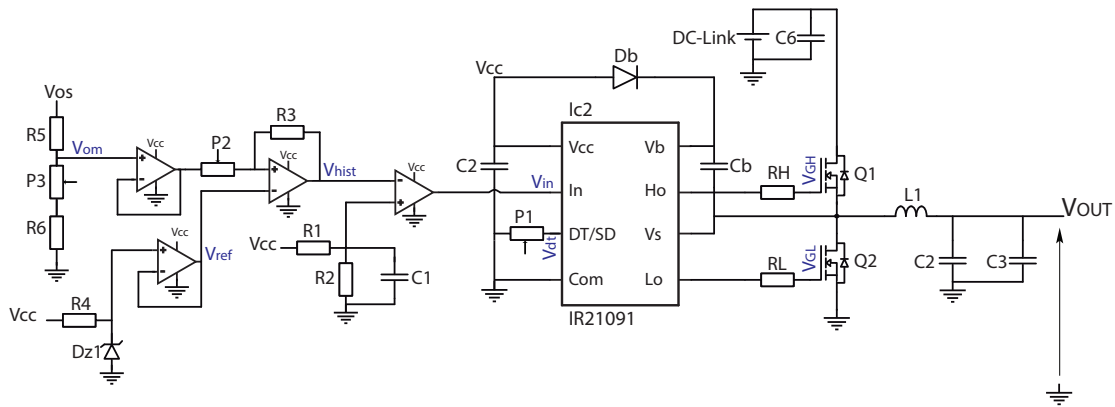 DC-Link
C6
Db
Vcc
Vos
Ic2
R5
R3
Vom
Vcc
P2
Vcc
Vcc
Vb
VGH
Q1
P3
Vhist
Vcc
C2
Cb
Vin
In
Ho
RH
L1
VOUT
R6
R1
P1
Vcc
Vref
Vcc
DT/SD
Vs
Vdt
VGL
Q2
C2
C3
R2
C1
Com
Lo
RL
R4
Vcc
IR21091
Dz1